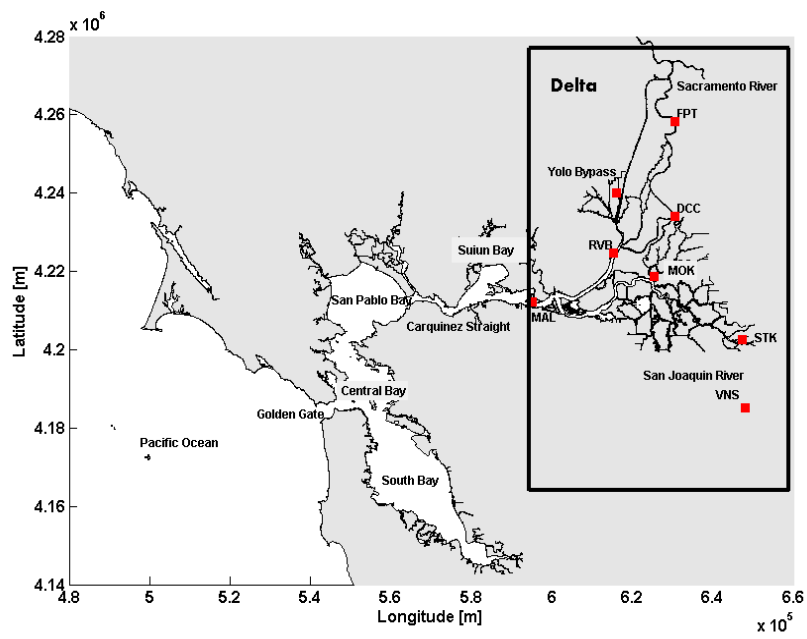 x 10^6
4.28
Delta
Sacramento River
4.26
FPT
Yolo Bypass
4.24
DCC
RVB
Suiun Bay
MOK
4.22
San Pablo Bay
MAL
Carquinez Straight
STK
4.2
San Joaquin River
Central Bay
VNS
Golden Gate
4.18
Pacific Ocean
South Bay
4.16
4.14
Latitude [m]
4.8 5 5.2 5.4 5.6 5.8 6 6.2 6.4 6.6
Longitude [m]
x 10^5